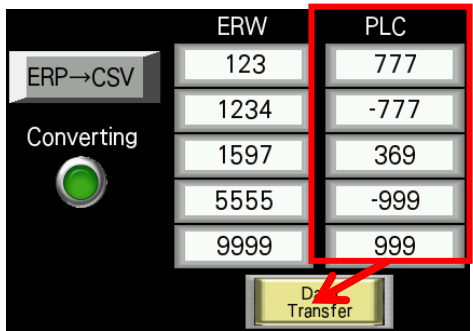 ERW PLC
ERP→CSV
123 777
1234 -777
Converting
1597 369
5555 -999
9999 999
Transfer